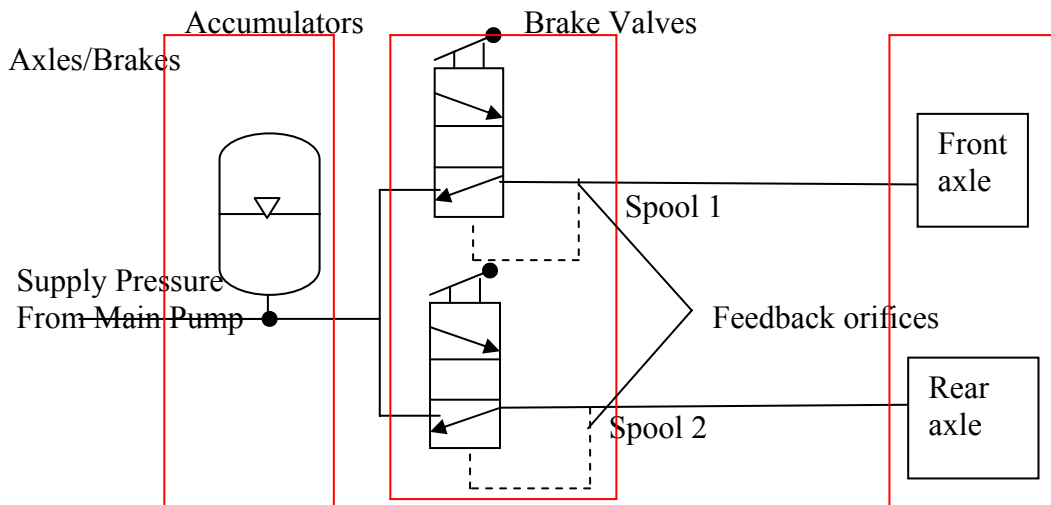 Accumulators
Brake Valves
Axles/Brakes
Front
axle
Spool 1
Supply Pressure
From Main Pump
Feedback orifices
Rear
axle
Spool 2